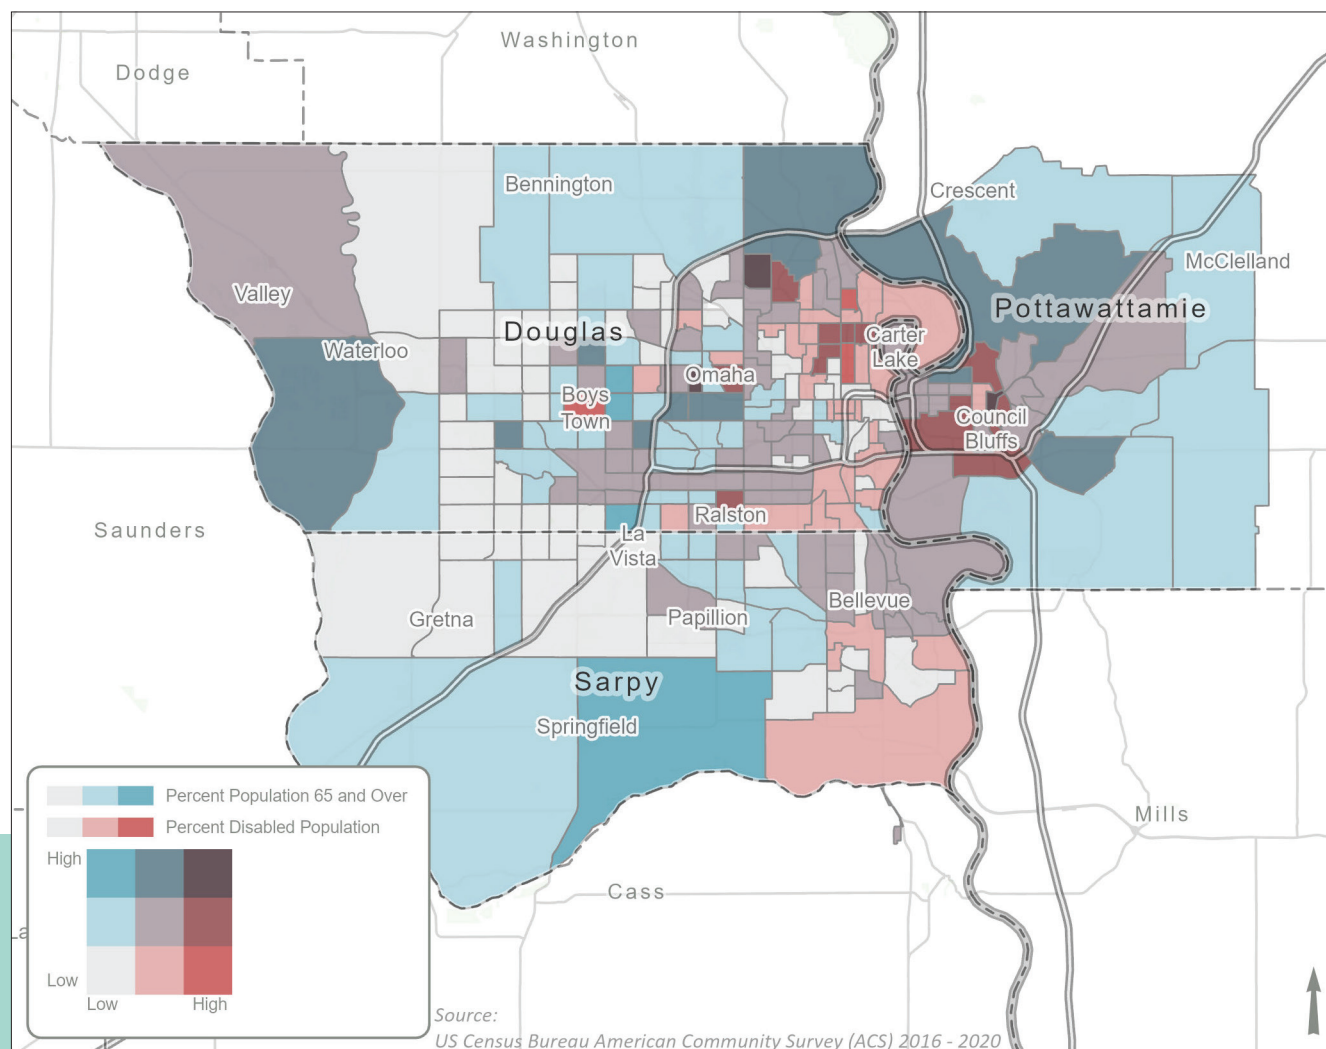 Washington
Dodge
Bennington
Crescent
McClelland
Valley
Pottawattamie
Douglas
Waterloo
Carter
Lake
Omaha
Boys
Town
Council
Bluffs
Saunders
Ralston
La
Vista
Gretna
Papillion
Bellevue
Sarpy
Springfield
Percent Population 65 and Over
Percent Disabled Population
High
Low
Low
High
Mills
Cass
Source:
US Census Bureau American Community Survey (ACS) 2016 - 2020